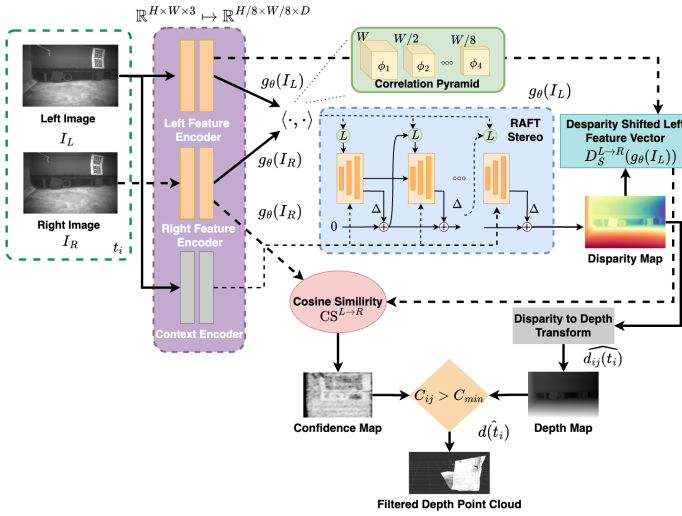 ℝ^{H×W×3} ↦ ℝ^{H/8×W/8×D}
Left Image
I_L
Right Image
I_R
t_i
Left Feature
Encoder
Right Feature
Encoder
Context Encoder
g_θ(I_L)
⟨·, ·⟩
g_θ(I_R)
g_θ(I_R)
W
W/2
W/8
ϕ_1
ϕ_2
ϕ_4
Correlation Pyramid
g_θ(I_L)
RAFT
Stereo
L
L
L
Δ
Δ
Δ
0
Desparity Shifted Left
Feature Vector
D_S^{L→R}(g_θ(I_L))
Disparity Map
Cosine Similirity
CS^{L→R}
Disparity to Depth
Transform
\widehat{d_{ij}(t_i)}
Confidence Map
C_{ij} > C_{min}
Depth Map
d(\hat{t}_i)
Filtered Depth Point Cloud